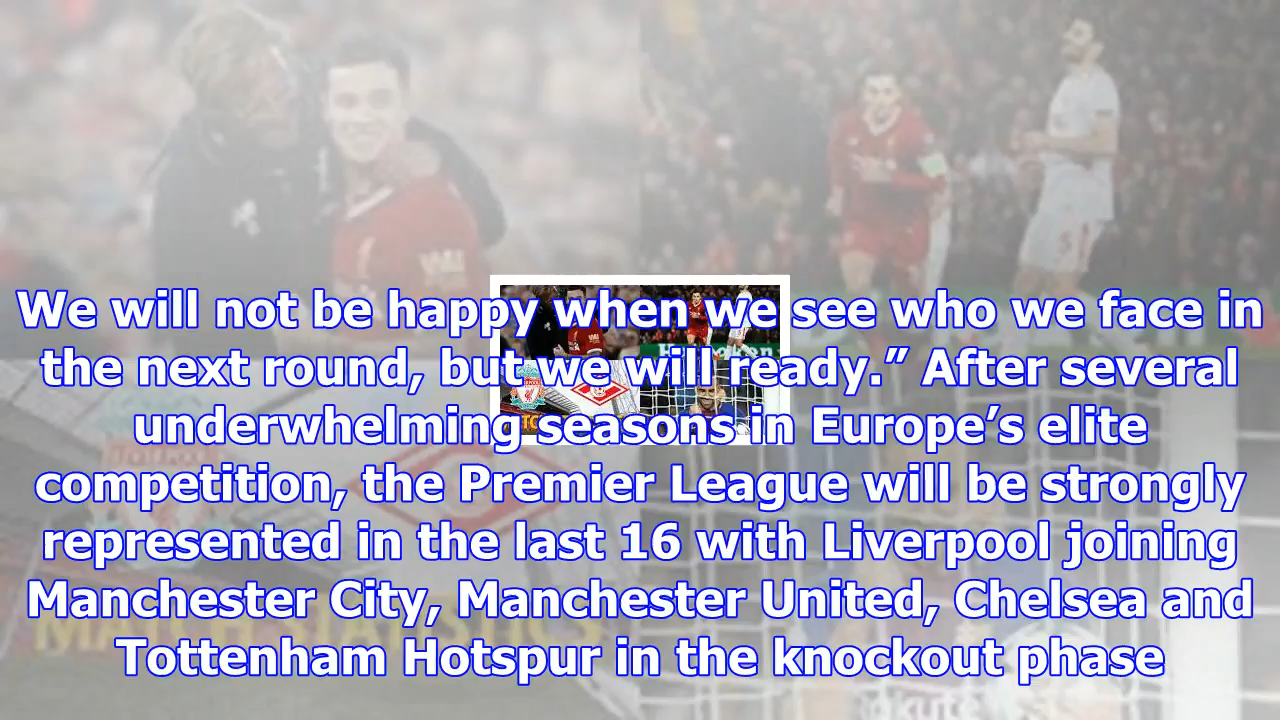 We will not be happy when we see who we face in
the next round, but we will ready.” After several
underwhelming seasons in Europe’s elite
competition, the Premier League will be strongly
represented in the last 16 with Liverpool joining
Manchester City, Manchester United, Chelsea and
Tottenham Hotspur in the knockout phase